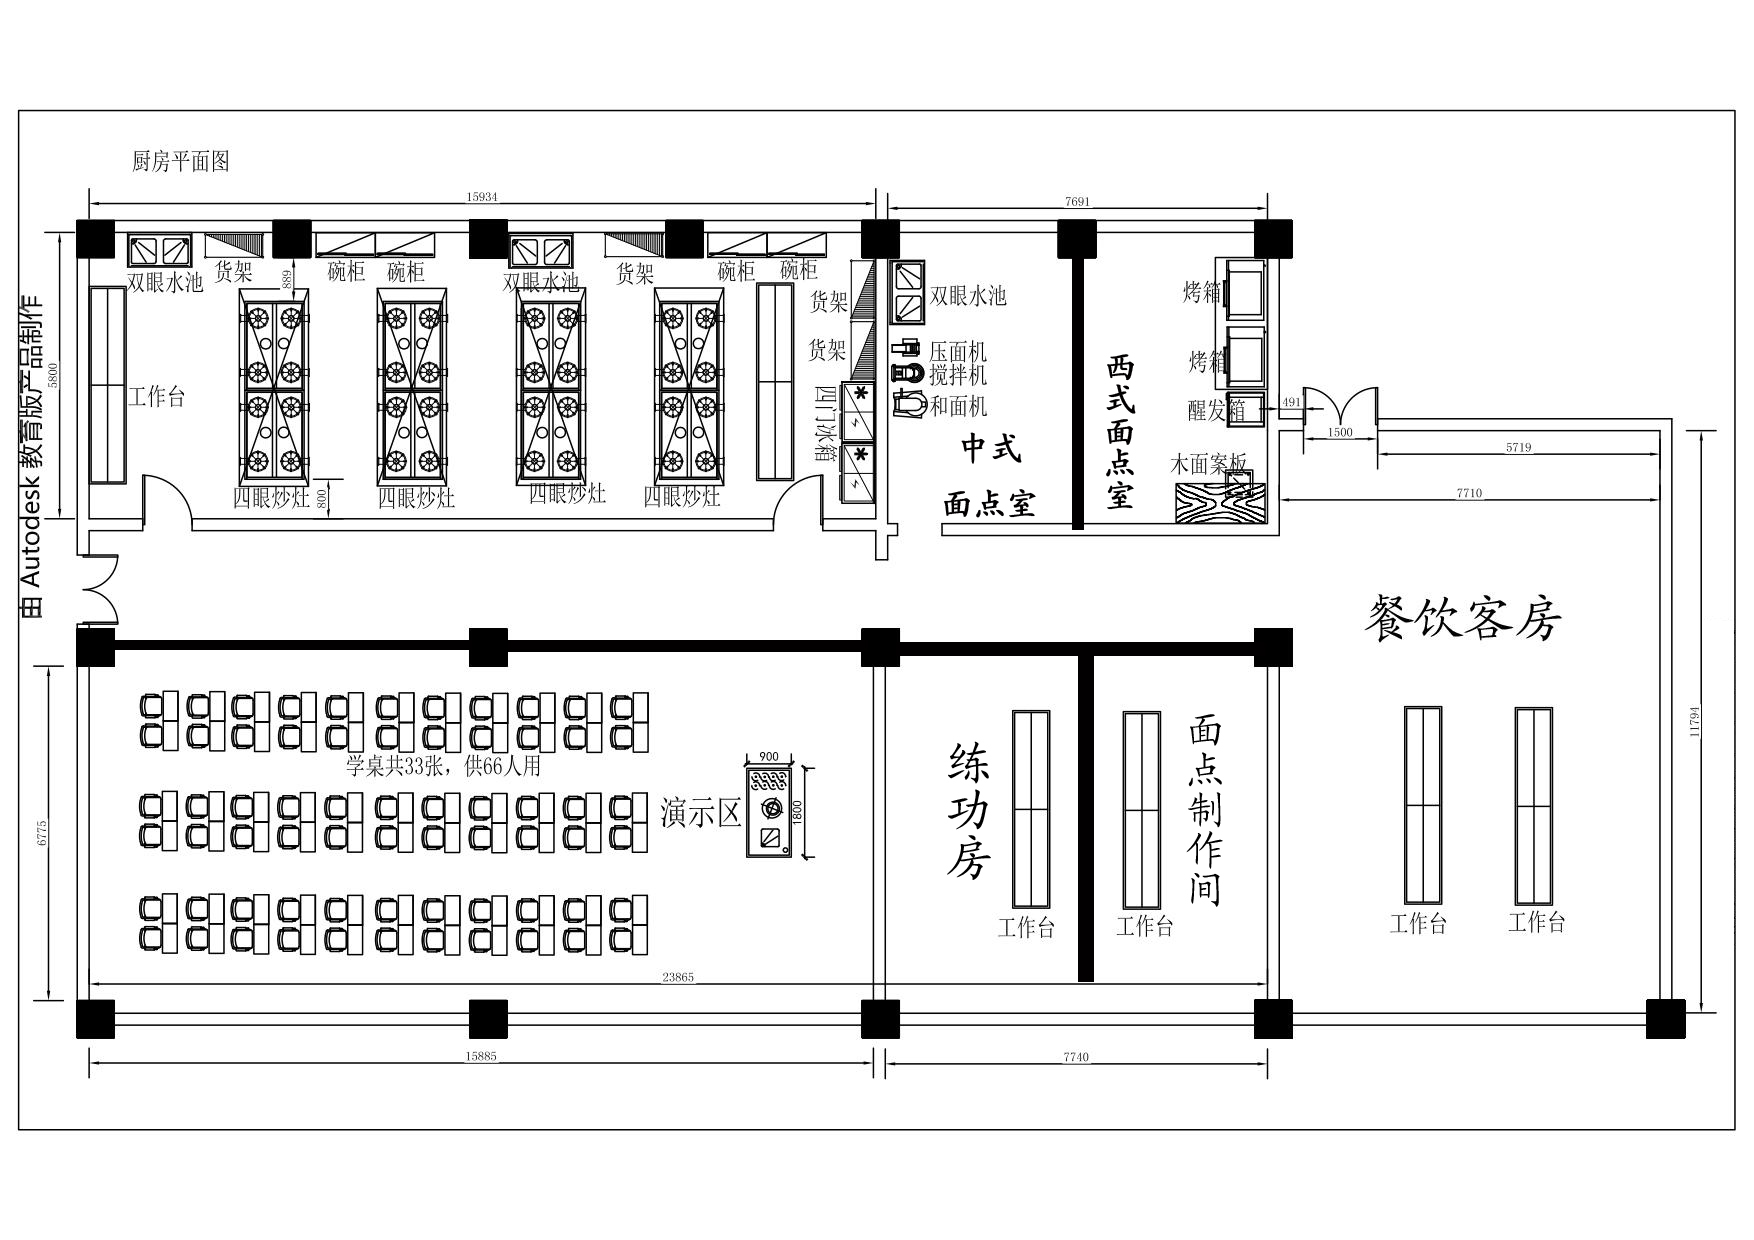 厨房平面图
15934
7691
双眼水池
货架
碗柜
碗柜
双眼水池
货架
碗柜
碗柜
889
5800
工作台
四眼炒灶
四眼炒灶
四眼炒灶
四眼炒灶
800
货架
货架
四门冰箱
双眼水池
压面机
搅拌机
和面机
中式
面点室
西式面点室
烤箱
烤箱
醒发箱
木面案板
491
1500
5719
7710
餐饮客房
11794
由 Autodesk 教育版产品制作
6775
学桌共33张，供66人用
演示区
900
1800
练功房
工作台
面点制作间
工作台
工作台
工作台
23865
15885
7740